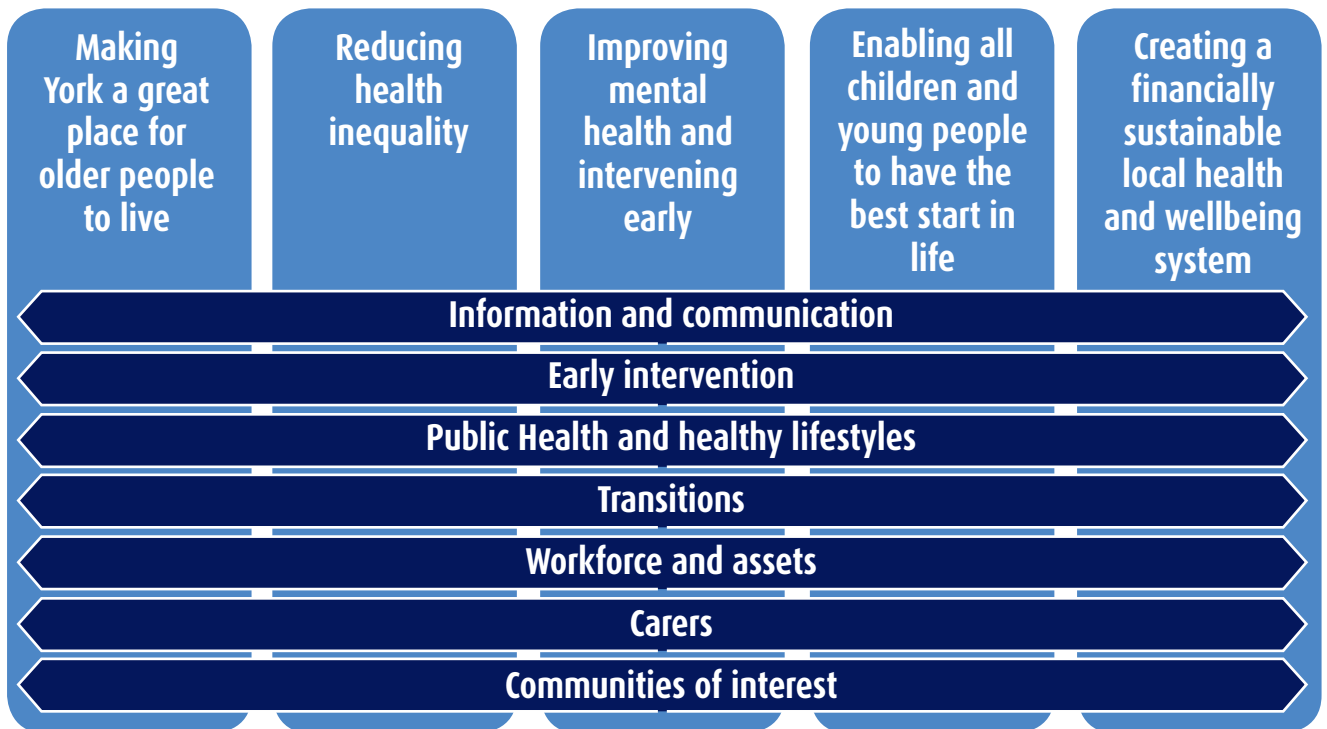 Making
York a great
place for
older people
to live
Reducing
health
inequality
Improving
mental
health and
intervening
early
Enabling all
children and
young people
to have the
best start in
life
Creating a
financially
sustainable
local health
and wellbeing
system
Information and communication
Early intervention
Public Health and healthy lifestyles
Transitions
Workforce and assets
Carers
Communities of interest